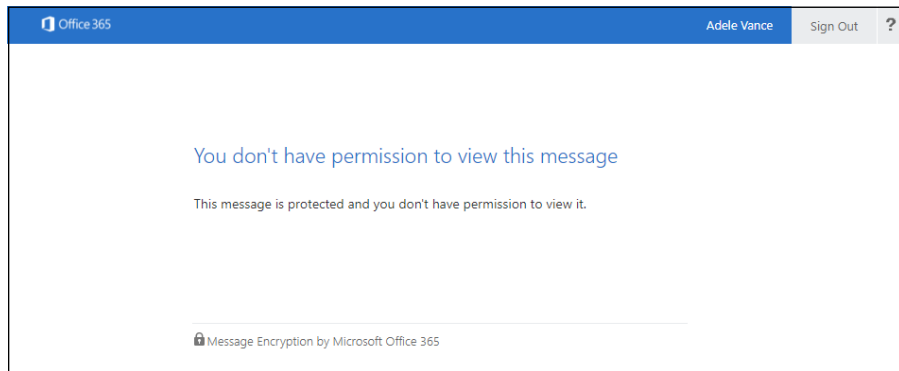 Office 365 Adele Vance Sign Out ?
You don't have permission to view this message
This message is protected and you don't have permission to view it.
Message Encryption by Microsoft Office 365